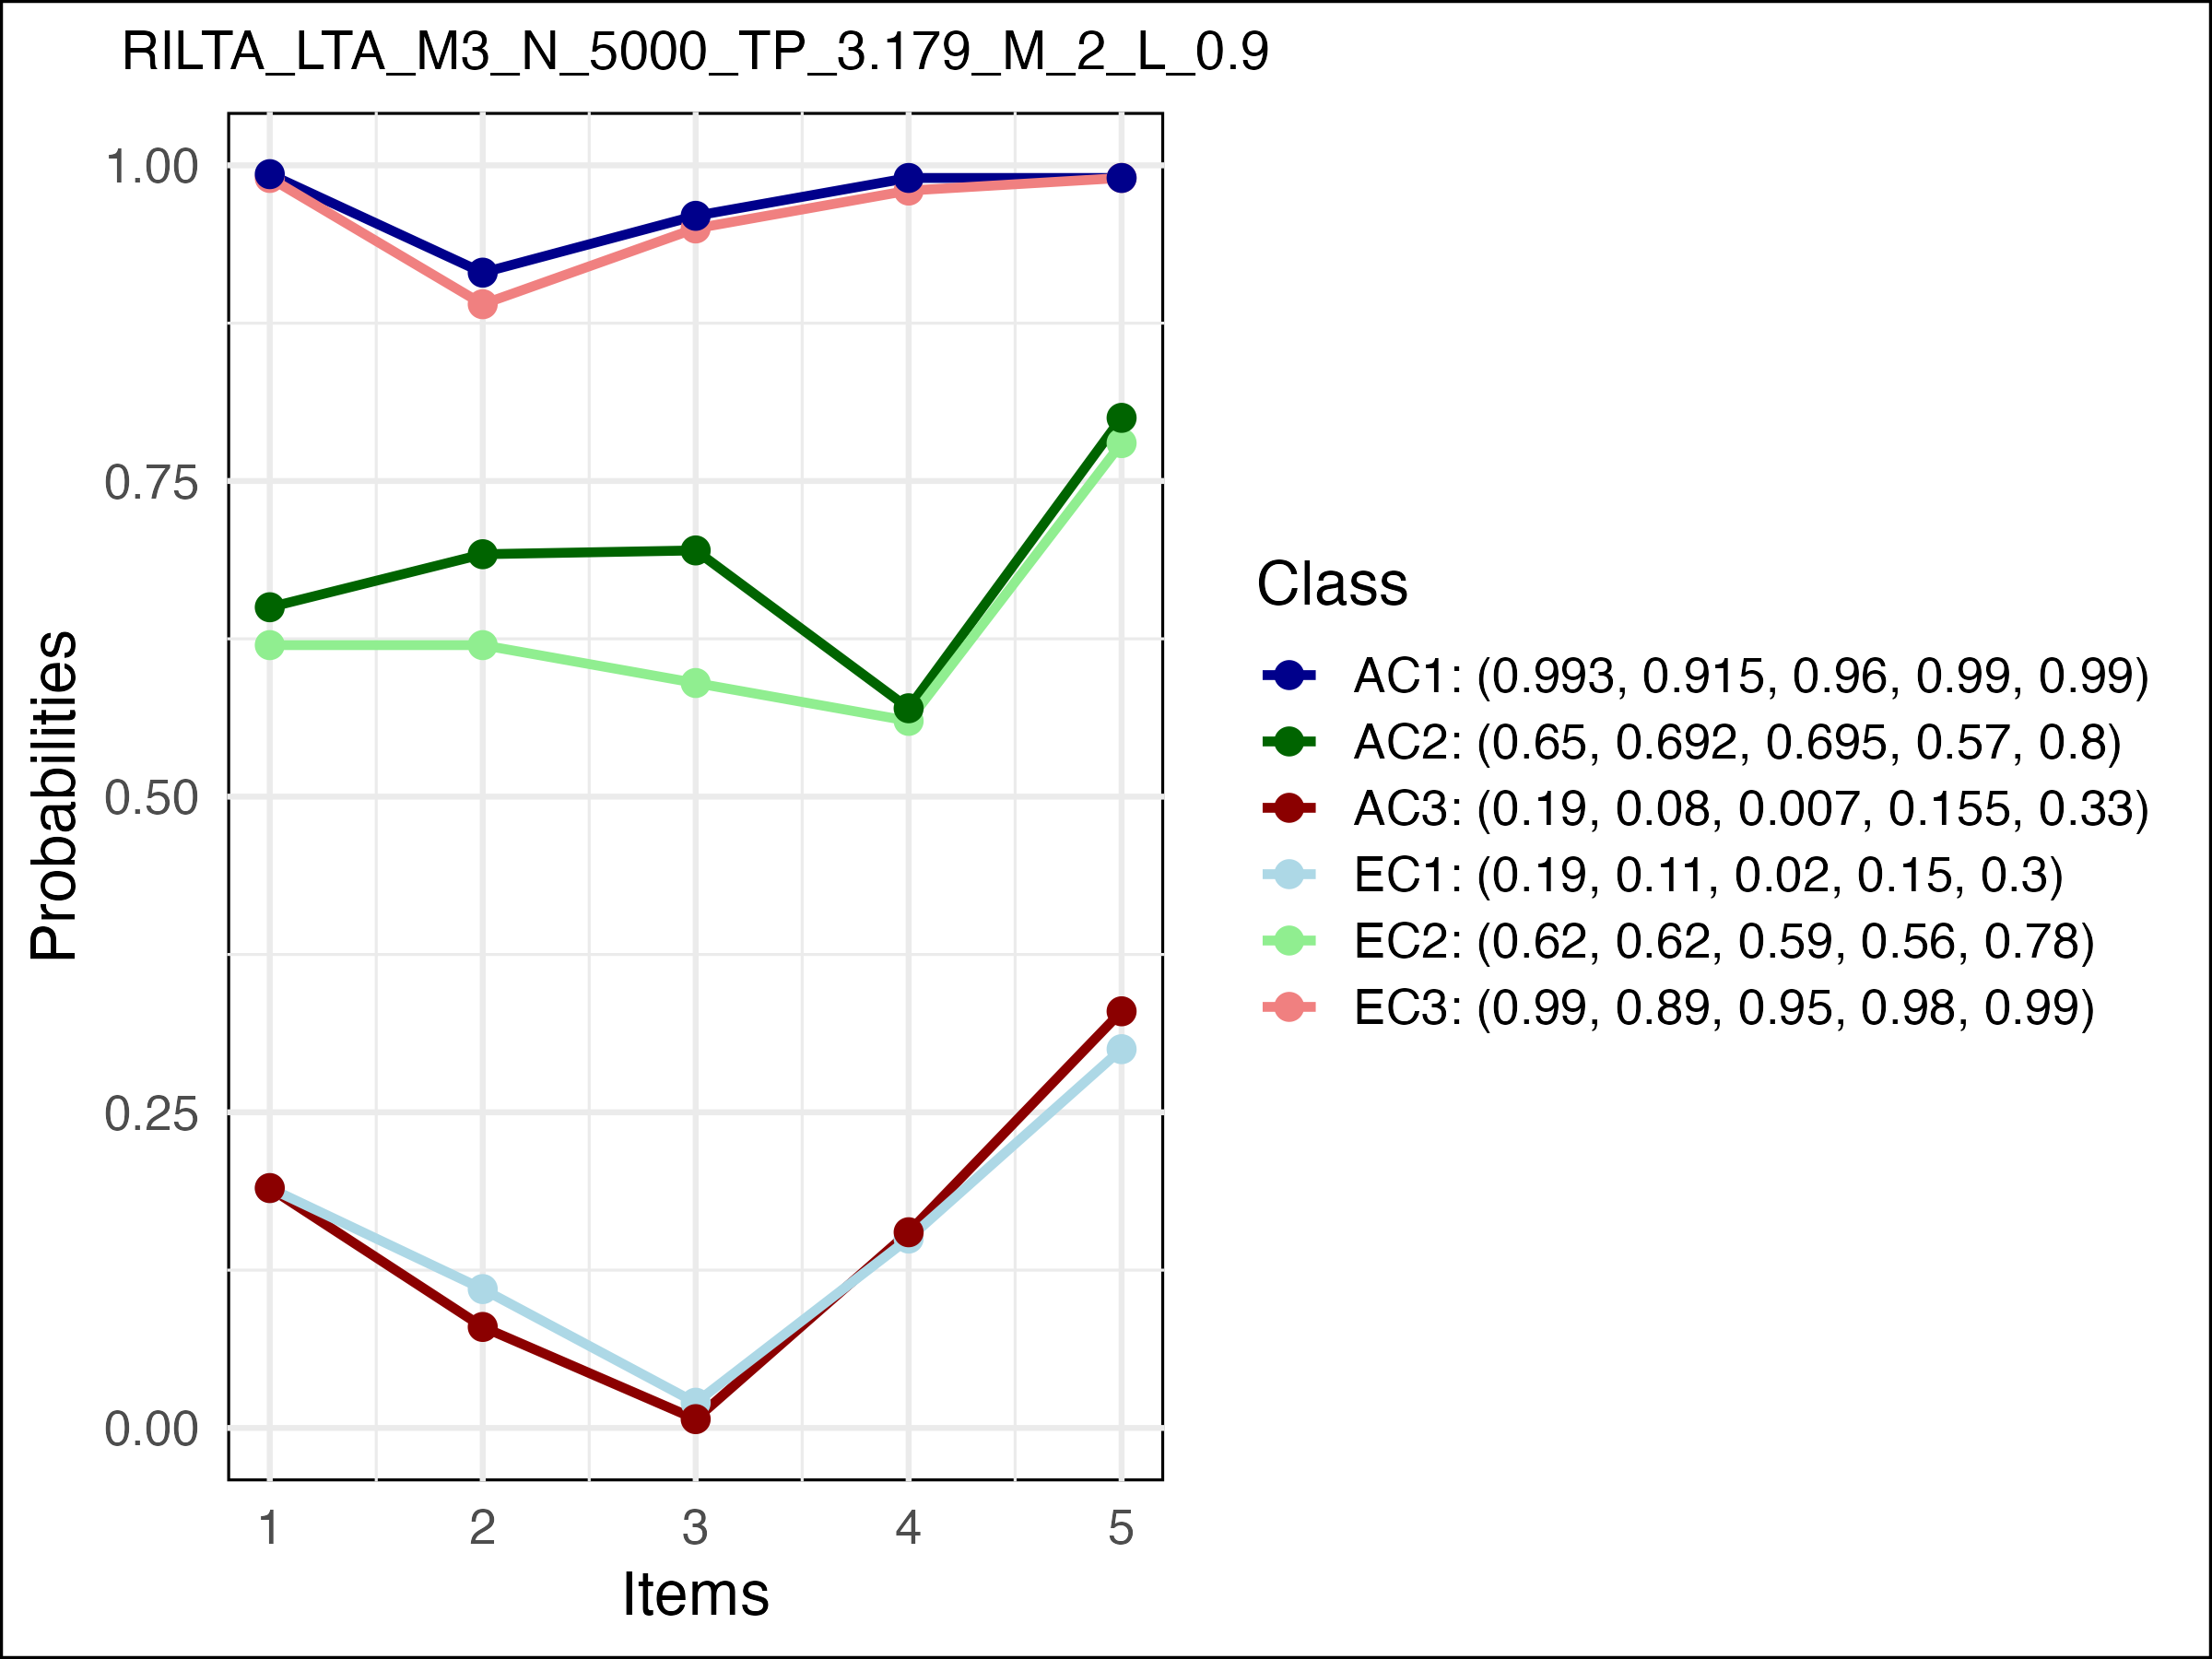 RILTA_LTA_M3_N_5000_TP_3.179_M_2_L_0.9
1.00
0.75
0.50
0.25
0.00
Probabilities
1 2 3 4 5
Items
Class
AC1: (0.993, 0.915, 0.96, 0.99, 0.99)
AC2: (0.65, 0.692, 0.695, 0.57, 0.8)
AC3: (0.19, 0.08, 0.007, 0.155, 0.33)
EC1: (0.19, 0.11, 0.02, 0.15, 0.3)
EC2: (0.62, 0.62, 0.59, 0.56, 0.78)
EC3: (0.99, 0.89, 0.95, 0.98, 0.99)